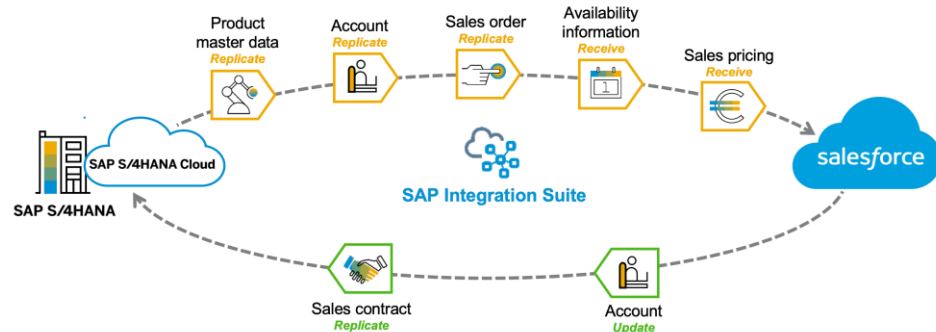 Product
master data
Replicate
Account
Replicate
Sales order
Replicate
Availability
information
Receive
1
Sales pricing
Receive
SAP S/4HANA Cloud
SAP S/4HANA
SAP Integration Suite
salesforce
Sales contract
Replicate
Account
Update